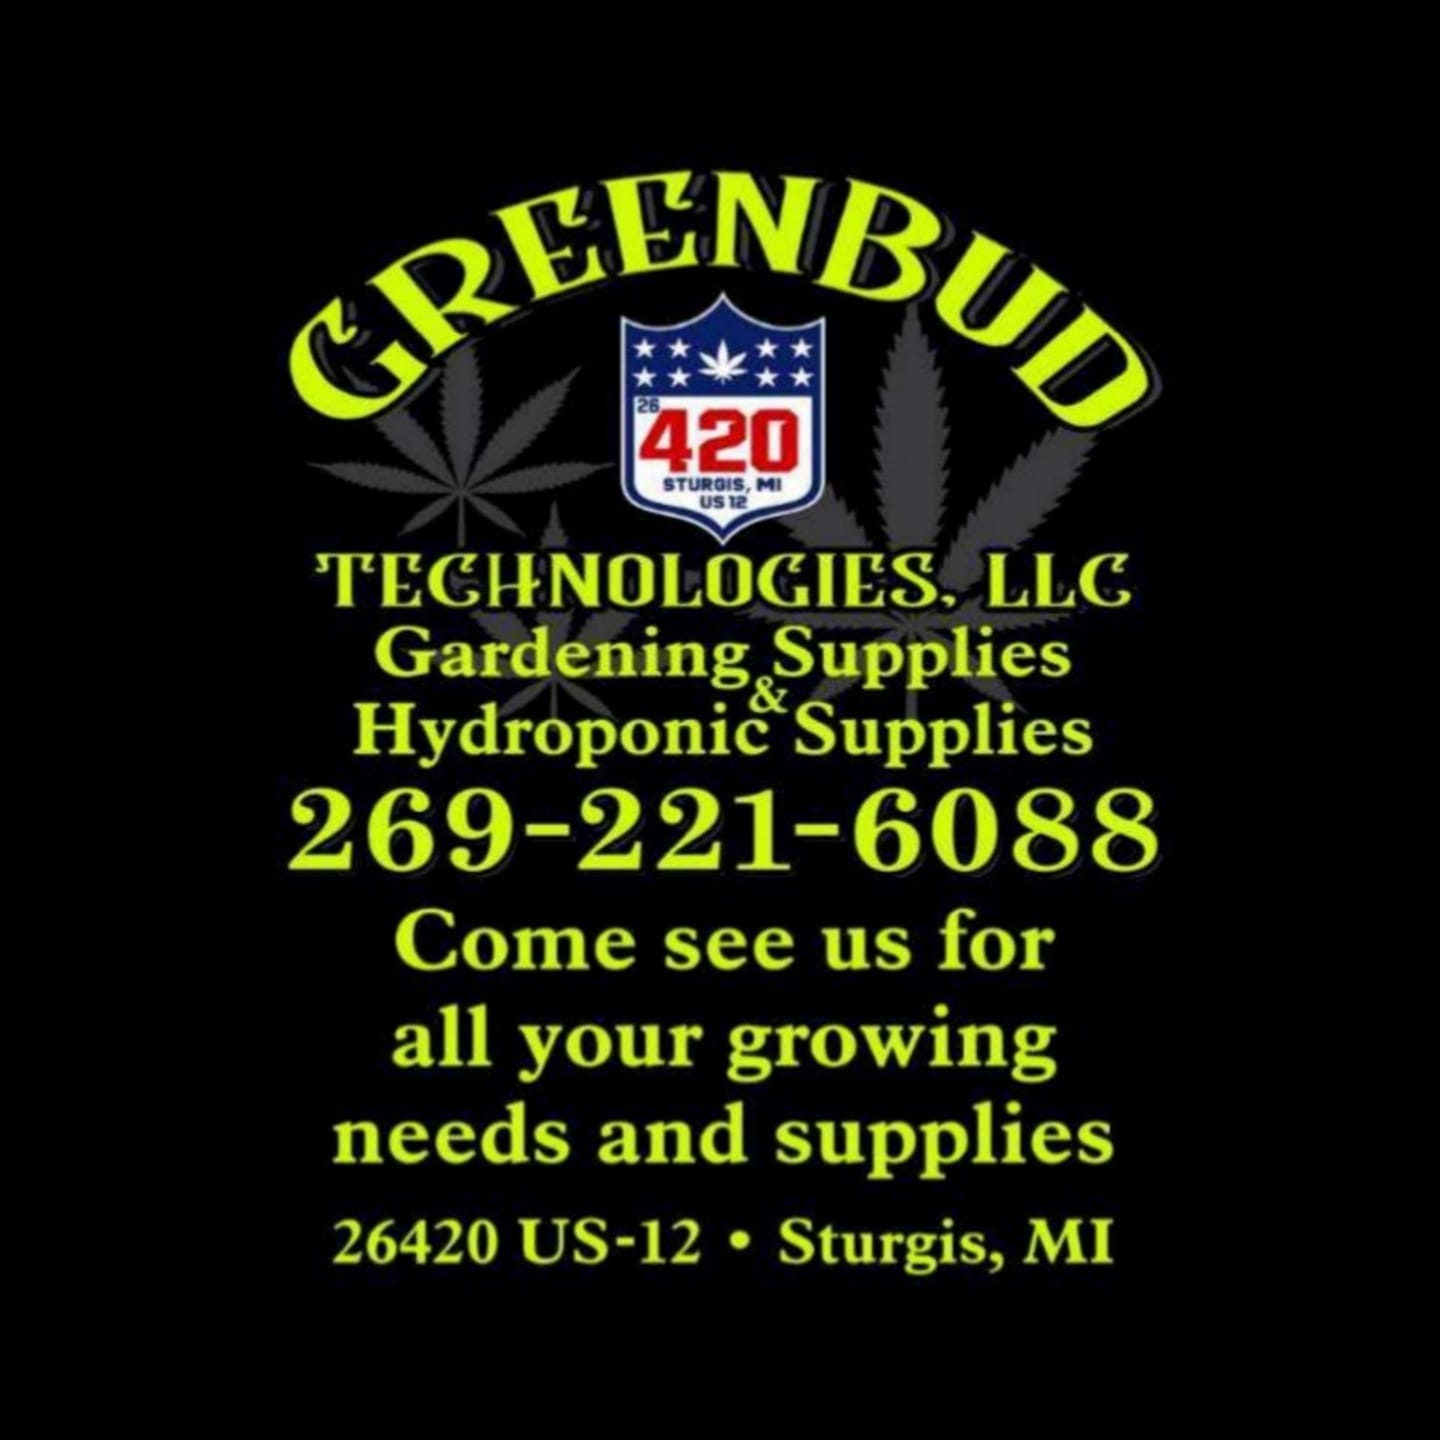 GREENBUD
26
420
STURGIS, MI
US 12
TECHNOLOGIES, LLC
Gardening Supplies
&
Hydroponic Supplies
269-221-6088
Come see us for
all your growing
needs and supplies
26420 US-12 • Sturgis, MI